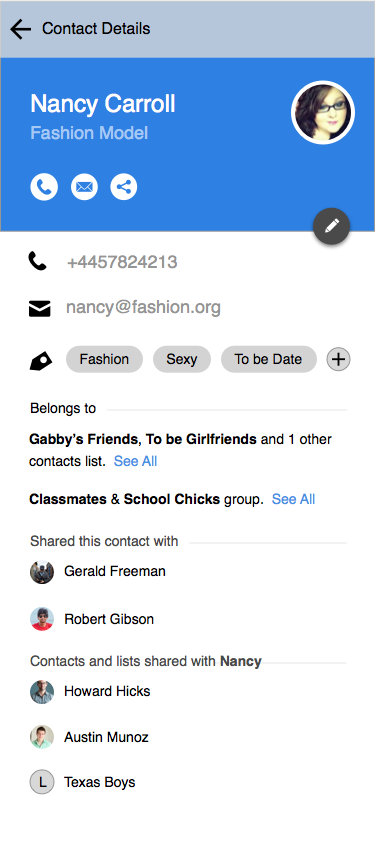 Contact Details
Nancy Carroll
Fashion Model
+4457824213
nancy@fashion.org
Fashion Sexy To be Date
Belongs to
Gabby’s Friends, To be Girlfriends and 1 other
contacts list. See All
Classmates & School Chicks group. See All
Shared this contact with
Gerald Freeman
Robert Gibson
Contacts and lists shared with Nancy
Howard Hicks
Austin Munoz
L Texas Boys